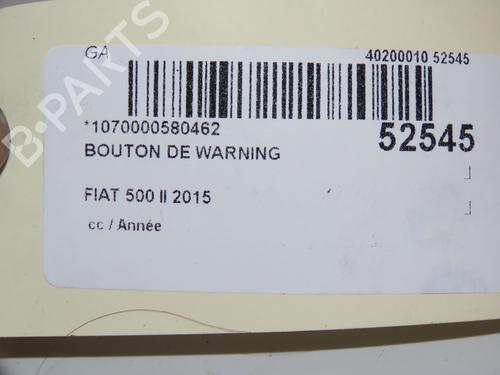 GA 40200010 52545
*1070000580462 52545
BOUTON DE WARNING
FIAT 500 II 2015
cc / Année
B-PARTS